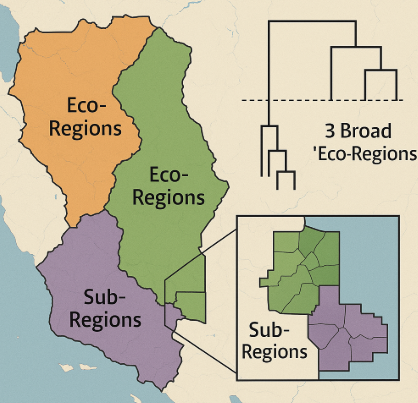 Eco-
Regions
Eco-
Regions
Sub-
Regions
3 Broad
'Eco-Regions
Sub-
Regions